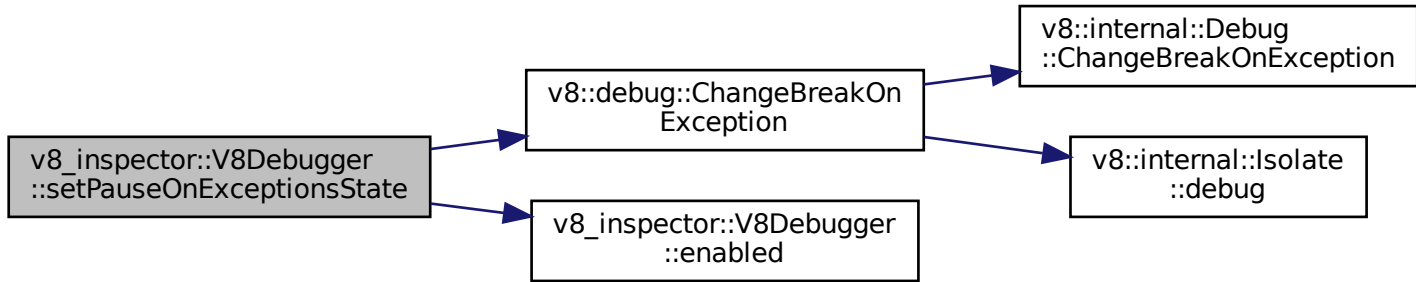 v8_inspector::V8Debugger
::setPauseOnExceptionsState
v8::debug::ChangeBreakOn
Exception
v8::internal::Debug
::ChangeBreakOnException
v8::internal::Isolate
::debug
v8_inspector::V8Debugger
::enabled